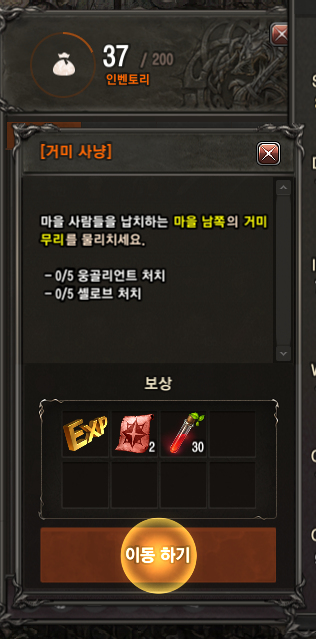 37 / 200
인벤토리
[거미 사냥]
마을 사람들을 납치하는 마을 남쪽의 거미
무리를 물리치세요.
- 0/5 웅골리언트 처치
- 0/5 셸로브 처치
보상
EXP
2
30
이동 하기